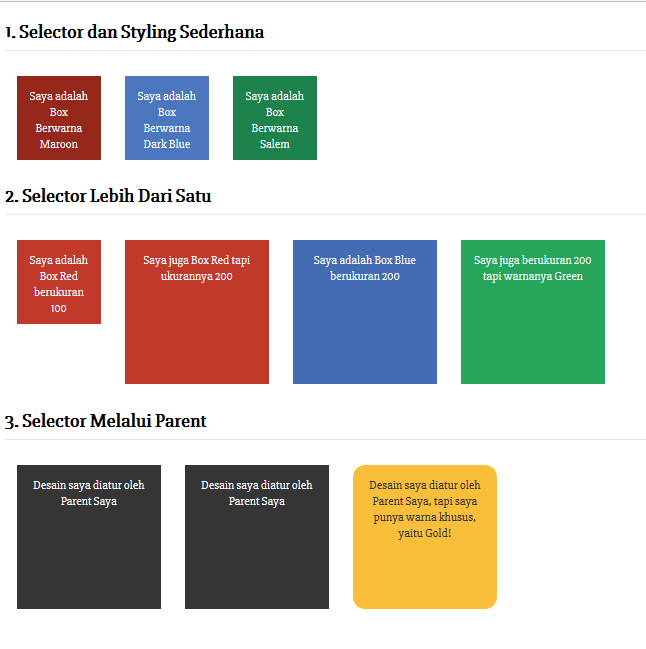 1. Selector dan Styling Sederhana
Saya adalah
Box
Berwarna
Maroon
Saya adalah
Box
Berwarna
Dark Blue
Saya adalah
Box
Berwarna
Salem
2. Selector Lebih Dari Satu
Saya adalah
Box Red
berukuran
100
Saya juga Box Red tapi
ukurannya 200
Saya adalah Box Blue
berukuran 200
Saya juga berukuran 200
tapi warnanya Green
3. Selector Melalui Parent
Desain saya diatur oleh
Parent Saya
Desain saya diatur oleh
Parent Saya
Desain saya diatur oleh
Parent Saya, tapi saya
punya warna khusus,
yaitu Gold!